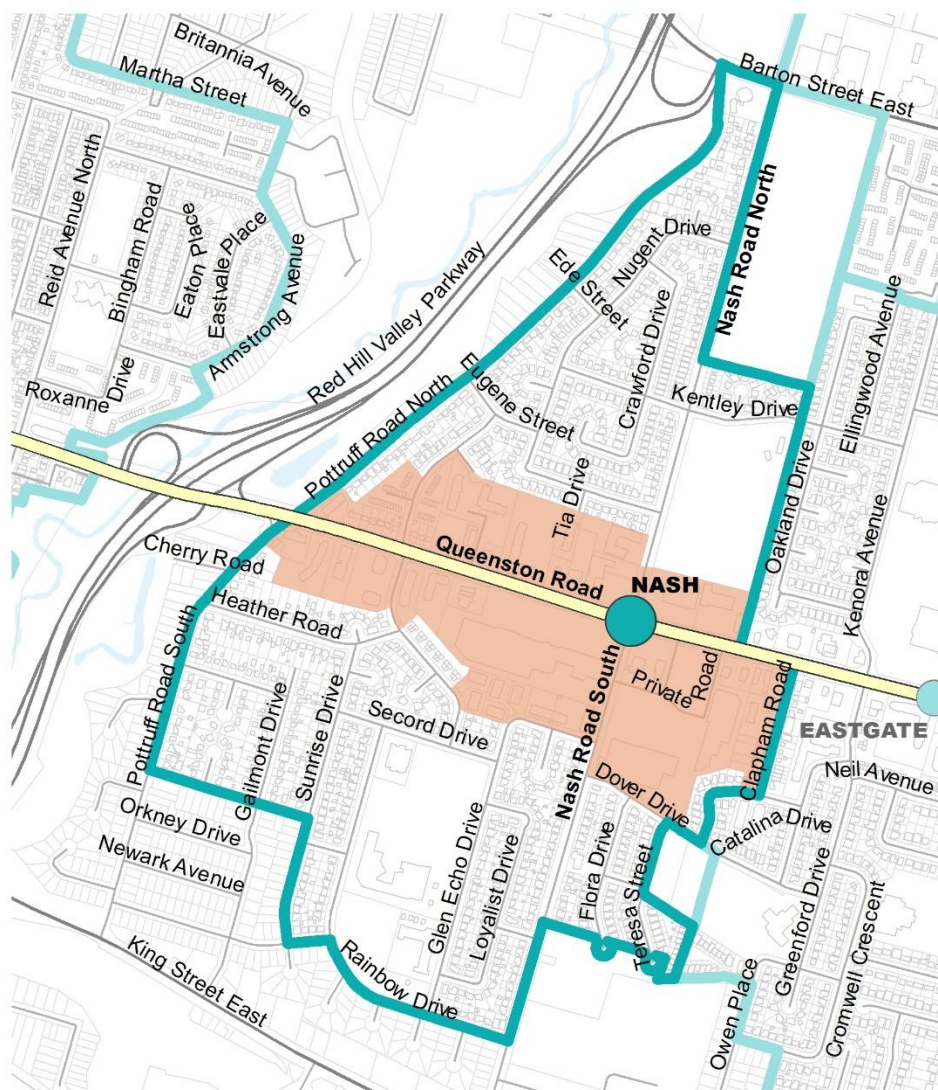 Britannia Avenue
Martha Street
Barton Street East
Reid Avenue North
Bingham Road
Eaton Place
Eastvale Place
Armstrong Avenue
Red Hill Valley Parkway
Nugent Drive
Ede Street
Nash Road North
Crawford Drive
Ellingwood Avenue
Roxanne Drive
Pottruff Road North
Eugene Street
Kentley Drive
Oakland Drive
Tia Drive
Kenora Avenue
Cherry Road
Queenston Road
NASH
Heather Road
Pottruff Road South
Private Road
Nash Road South
Clapham Road
EASTGATE
Gailmont Drive
Sunrise Drive
Secord Drive
Neil Avenue
Dover Drive
Catalina Drive
Orkney Drive
Newark Avenue
Glen Echo Drive
Loyalist Drive
Flora Drive
Teresa Street
Greenford Drive
Cromwell Crescent
King Street East
Rainbow Drive
Owen Place